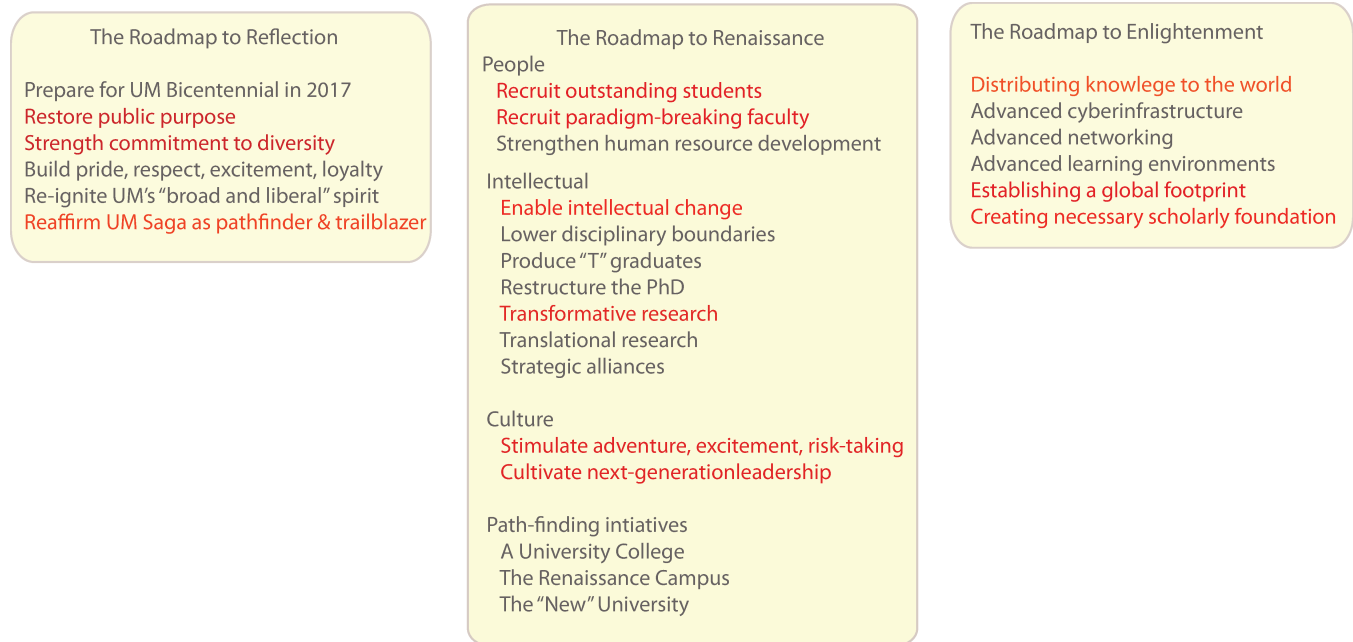 The Roadmap to Reflection
Prepare for UM Bicentennial in 2017
Restore public purpose
Strength commitment to diversity
Build pride, respect, excitement, loyalty
Re-ignite UM’s “broad and liberal” spirit
Reaffirm UM Saga as pathfinder & trailblazer
The Roadmap to Renaissance
People
Recruit outstanding students
Recruit paradigm-breaking faculty
Strengthen human resource development
Intellectual
Enable intellectual change
Lower disciplinary boundaries
Produce “T” graduates
Restructure the PhD
Transformative research
Translational research
Strategic alliances
Culture
Stimulate adventure, excitement, risk-taking
Cultivate next-generationleadership
Path-finding intiatives
A University College
The Renaissance Campus
The “New” University
The Roadmap to Enlightenment
Distributing knowlege to the world
Advanced cyberinfrastructure
Advanced networking
Advanced learning environments
Establishing a global footprint
Creating necessary scholarly foundation